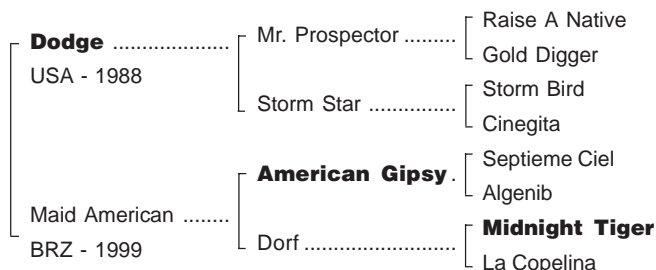 Raise A Native
Dodge .................... Mr. Prospector .........
Gold Digger
USA - 1988
Storm Bird
Storm Star ...............
Cinegita
Septieme Ciel
American Gipsy .
Algenib
Maid American ........
Midnight Tiger
BRZ - 1999
Dorf ..........................
La Copelina